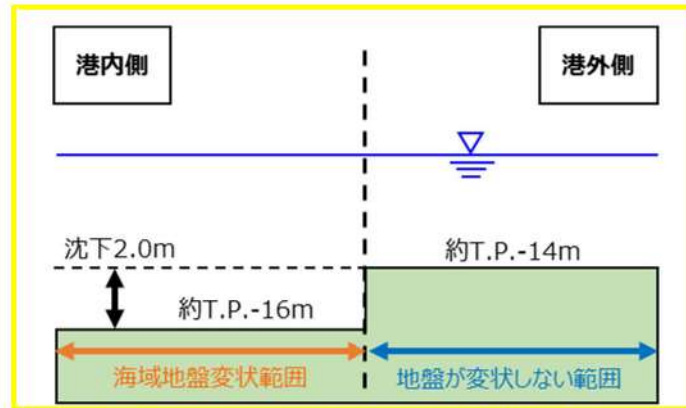 港内側
港外側
沈下2.0m
約T.P.-14m
約T.P.-16m
海域地盤変状範囲
地盤が変状しない範囲